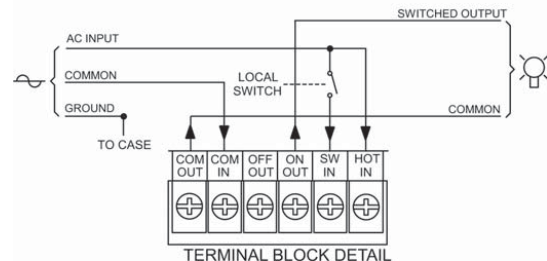 SWITCHED OUTPUT
AC INPUT
COMMON
LOCAL
SWITCH
GROUND
COMMON
TO CASE
COM OUT
COM IN
OFF OUT
ON OUT
SW IN
HOT IN
TERMINAL BLOCK DETAIL